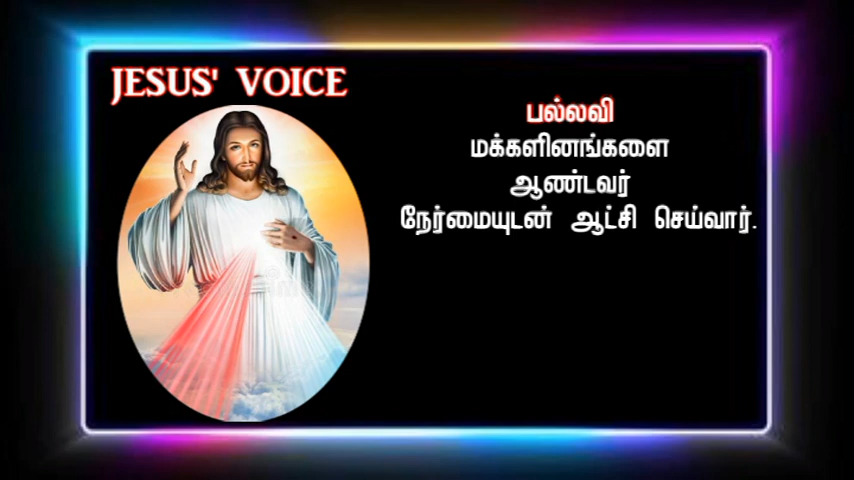 JESUS' VOICE
பல்லவி
மக்களினங்களை
ஆண்டவர்
நேர்மையுடன் ஆட்சி செய்வார்.